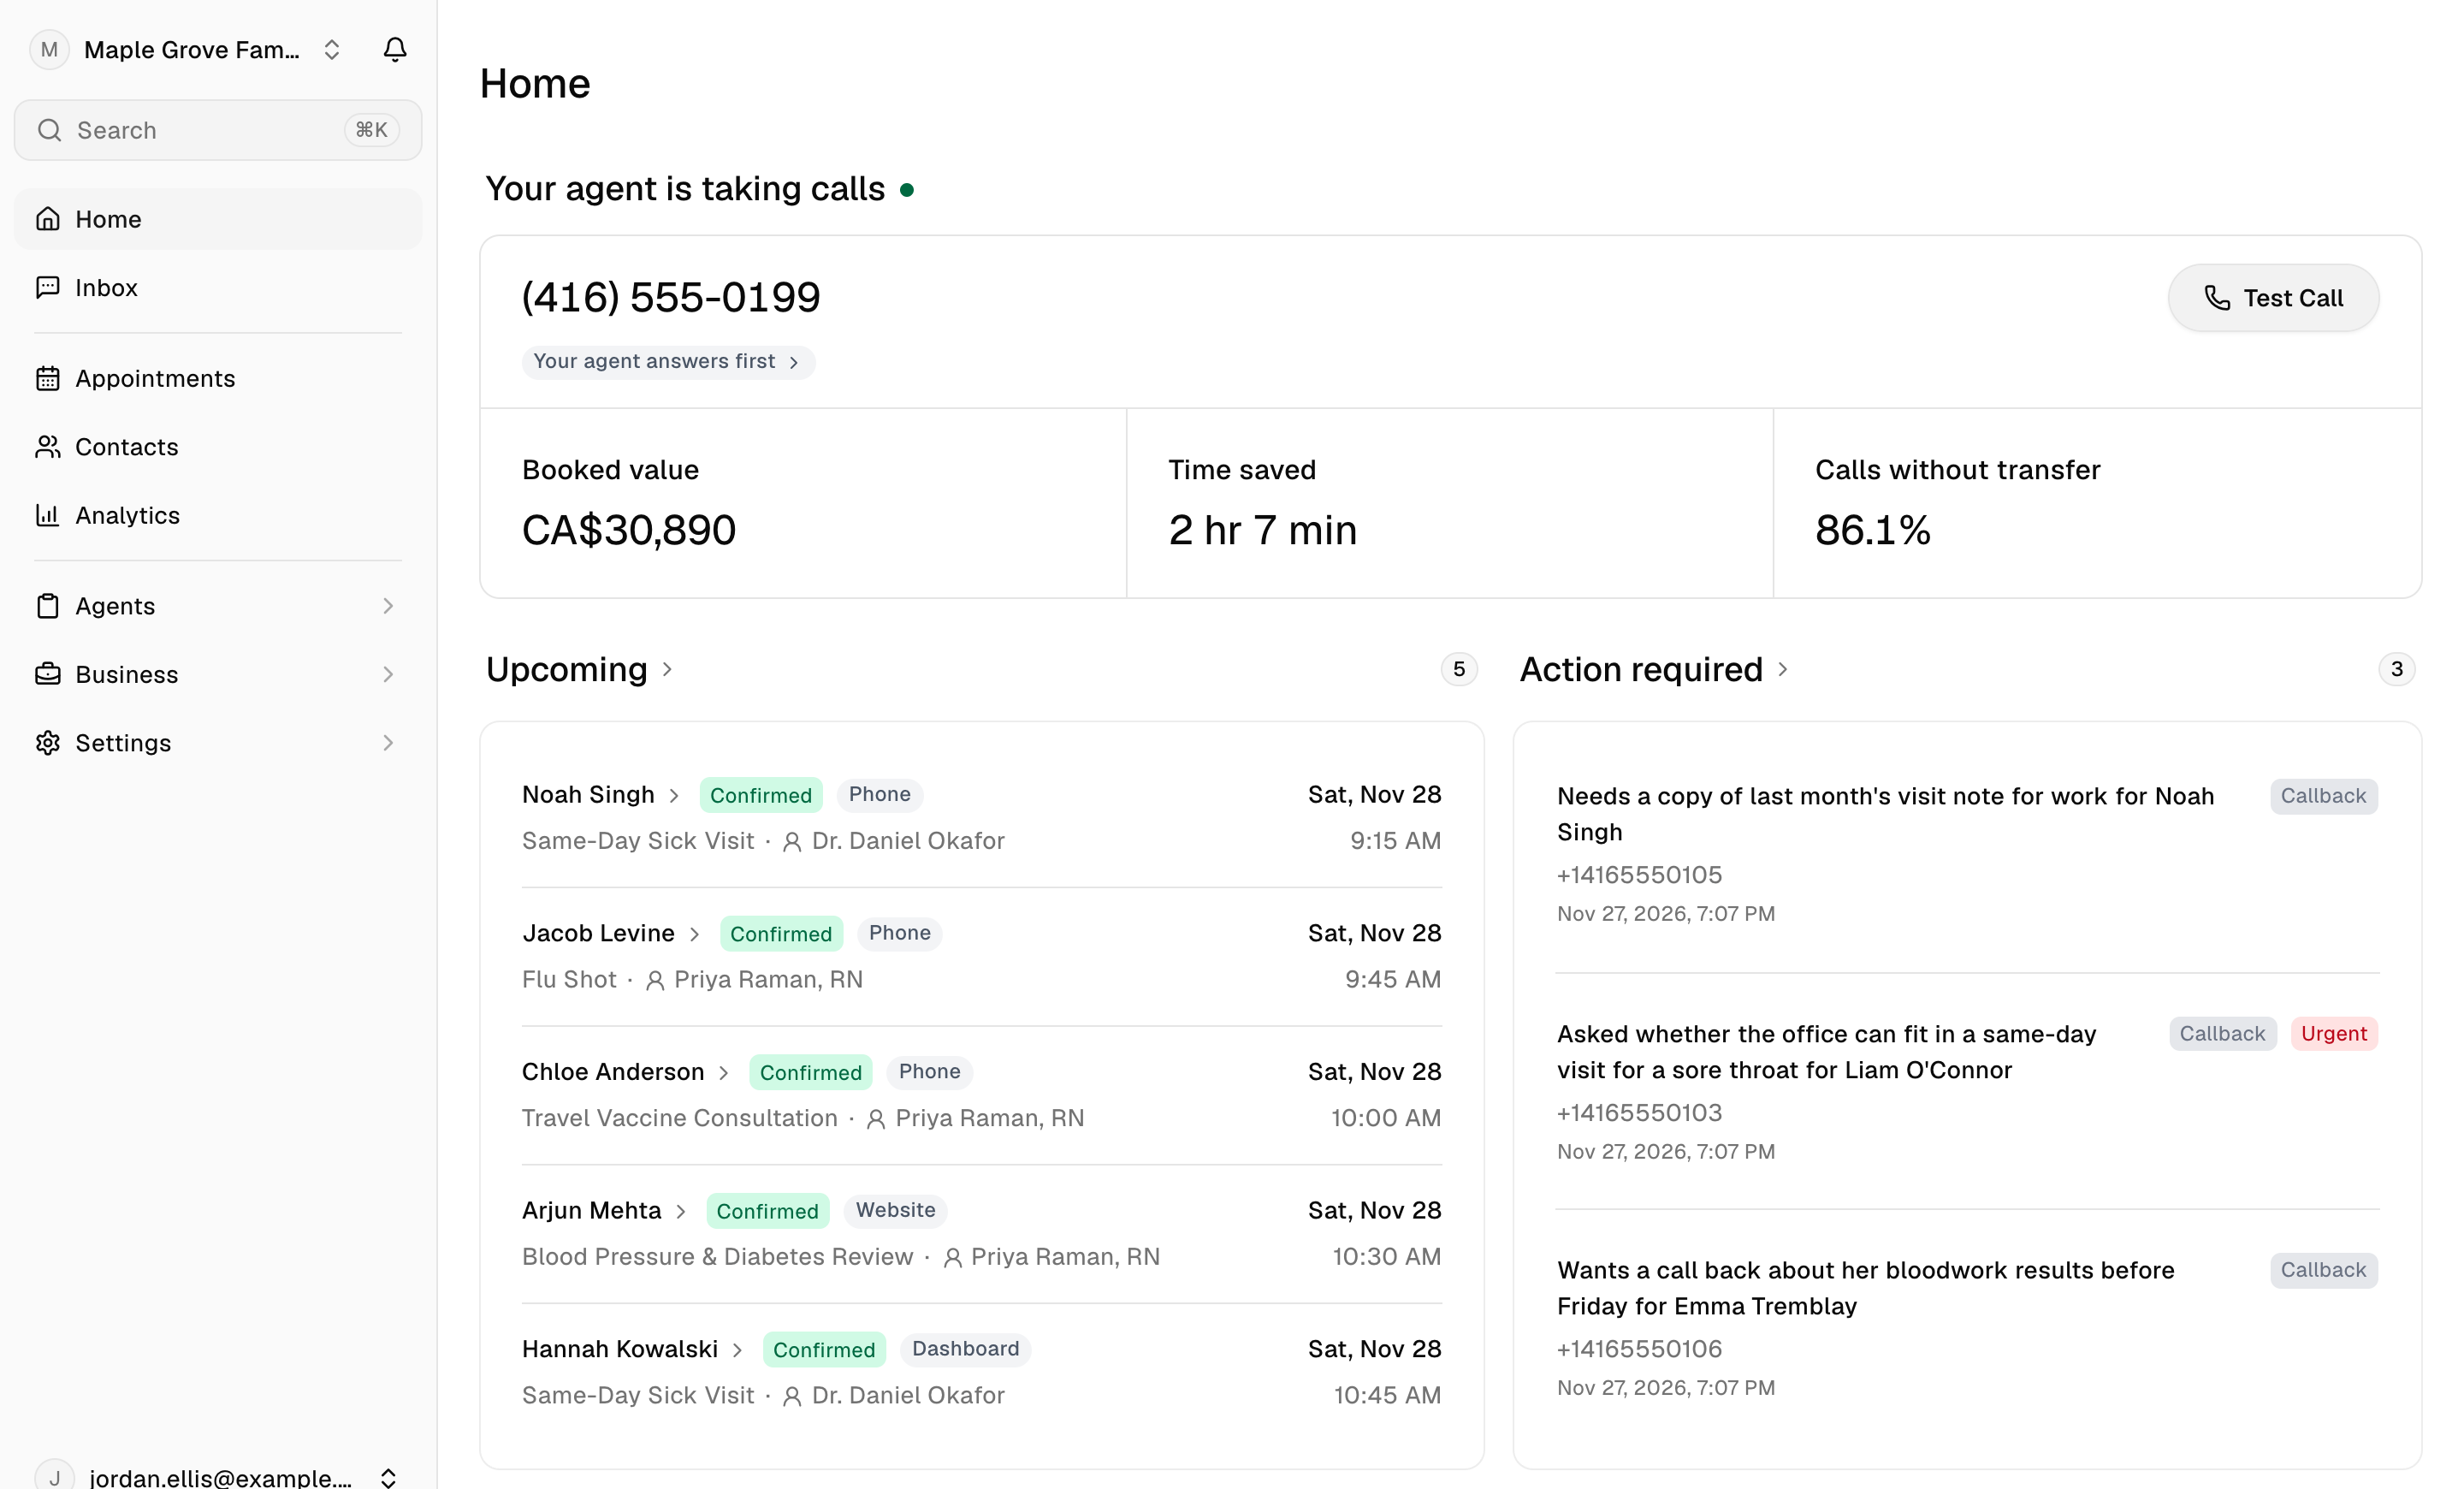 M Maple Grove Fam...
Search ⌘K
Home
Inbox
Appointments
Contacts
Analytics
Agents
Business
Settings
J jordan.ellis@example....
Home
Your agent is taking calls
(416) 555-0199
Test Call
Your agent answers first
Booked value
CA$30,890
Time saved
2 hr 7 min
Calls without transfer
86.1%
Upcoming 5
Noah Singh Confirmed Phone Sat, Nov 28
Same-Day Sick Visit · Dr. Daniel Okafor 9:15 AM
Jacob Levine Confirmed Phone Sat, Nov 28
Flu Shot · Priya Raman, RN 9:45 AM
Chloe Anderson Confirmed Phone Sat, Nov 28
Travel Vaccine Consultation · Priya Raman, RN 10:00 AM
Arjun Mehta Confirmed Website Sat, Nov 28
Blood Pressure & Diabetes Review · Priya Raman, RN 10:30 AM
Hannah Kowalski Confirmed Dashboard Sat, Nov 28
Same-Day Sick Visit · Dr. Daniel Okafor 10:45 AM
Action required 3
Needs a copy of last month's visit note for work for Noah Callback
Singh
+14165550105
Nov 27, 2026, 7:07 PM
Asked whether the office can fit in a same-day Callback Urgent
visit for a sore throat for Liam O'Connor
+14165550103
Nov 27, 2026, 7:07 PM
Wants a call back about her bloodwork results before Callback
Friday for Emma Tremblay
+14165550106
Nov 27, 2026, 7:07 PM